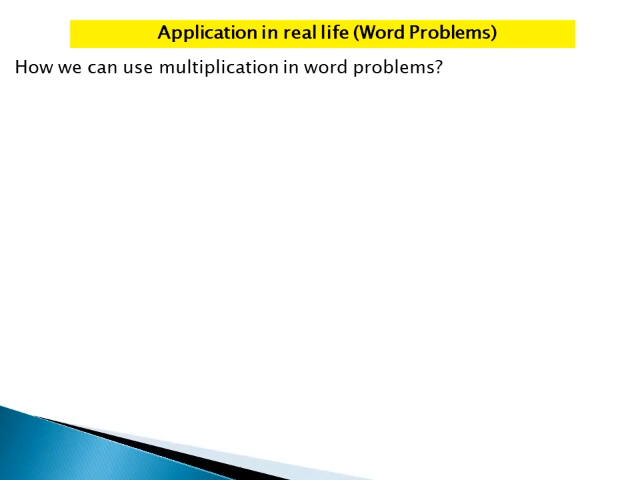 Application in real life (Word Problems)
How we can use multiplication in word problems?